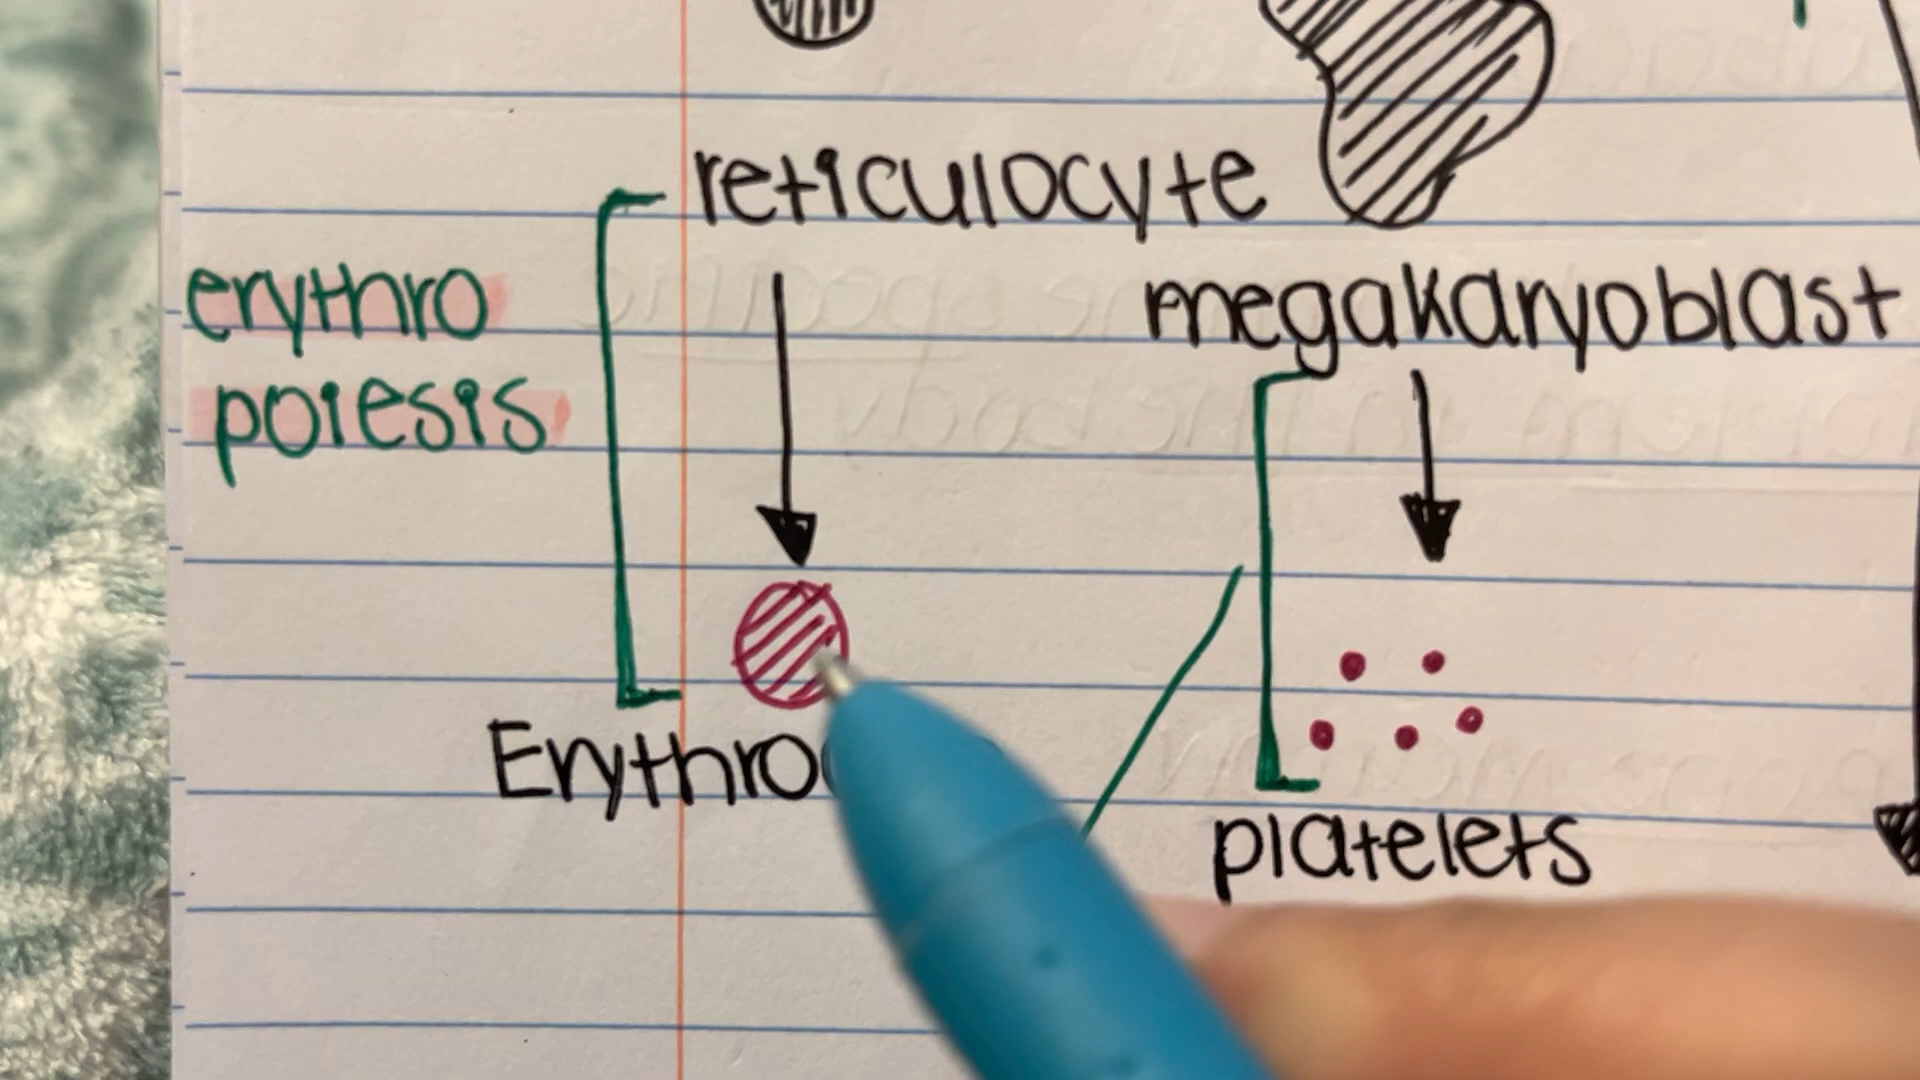 reticulocyte
erythro
poiesis
megakaryoblast
platelets